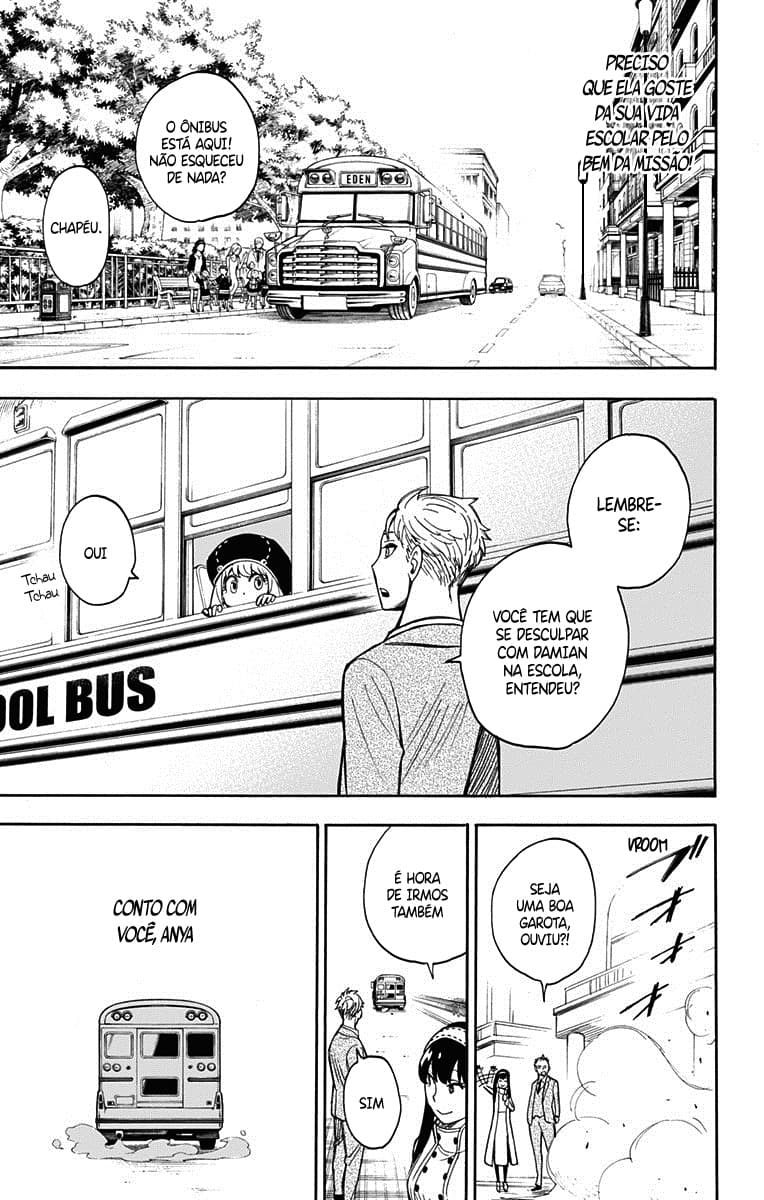 PRECISO
QUE ELA GOSTE
DA SUA VIDA
ESCOLAR PELO
BEM DA MISSÃO!
O ÔNIBUS
ESTÁ AQUI!
NÃO ESQUECEU
DE NADA?
CHAPÉU.
EDEN
LEMBRE-
SE:
VOCÊ TEM QUE
SE DESCULPAR
COM DAMIAN
NA ESCOLA,
ENTENDEU?
OUI
Tchau
Tchau
OOL BUS
VROOM
SEJA
UMA BOA
GAROTA,
OUVIU?!
É HORA
DE IRMOS
TAMBÉM
SIM
CONTO COM
VOCÊ, ANYA